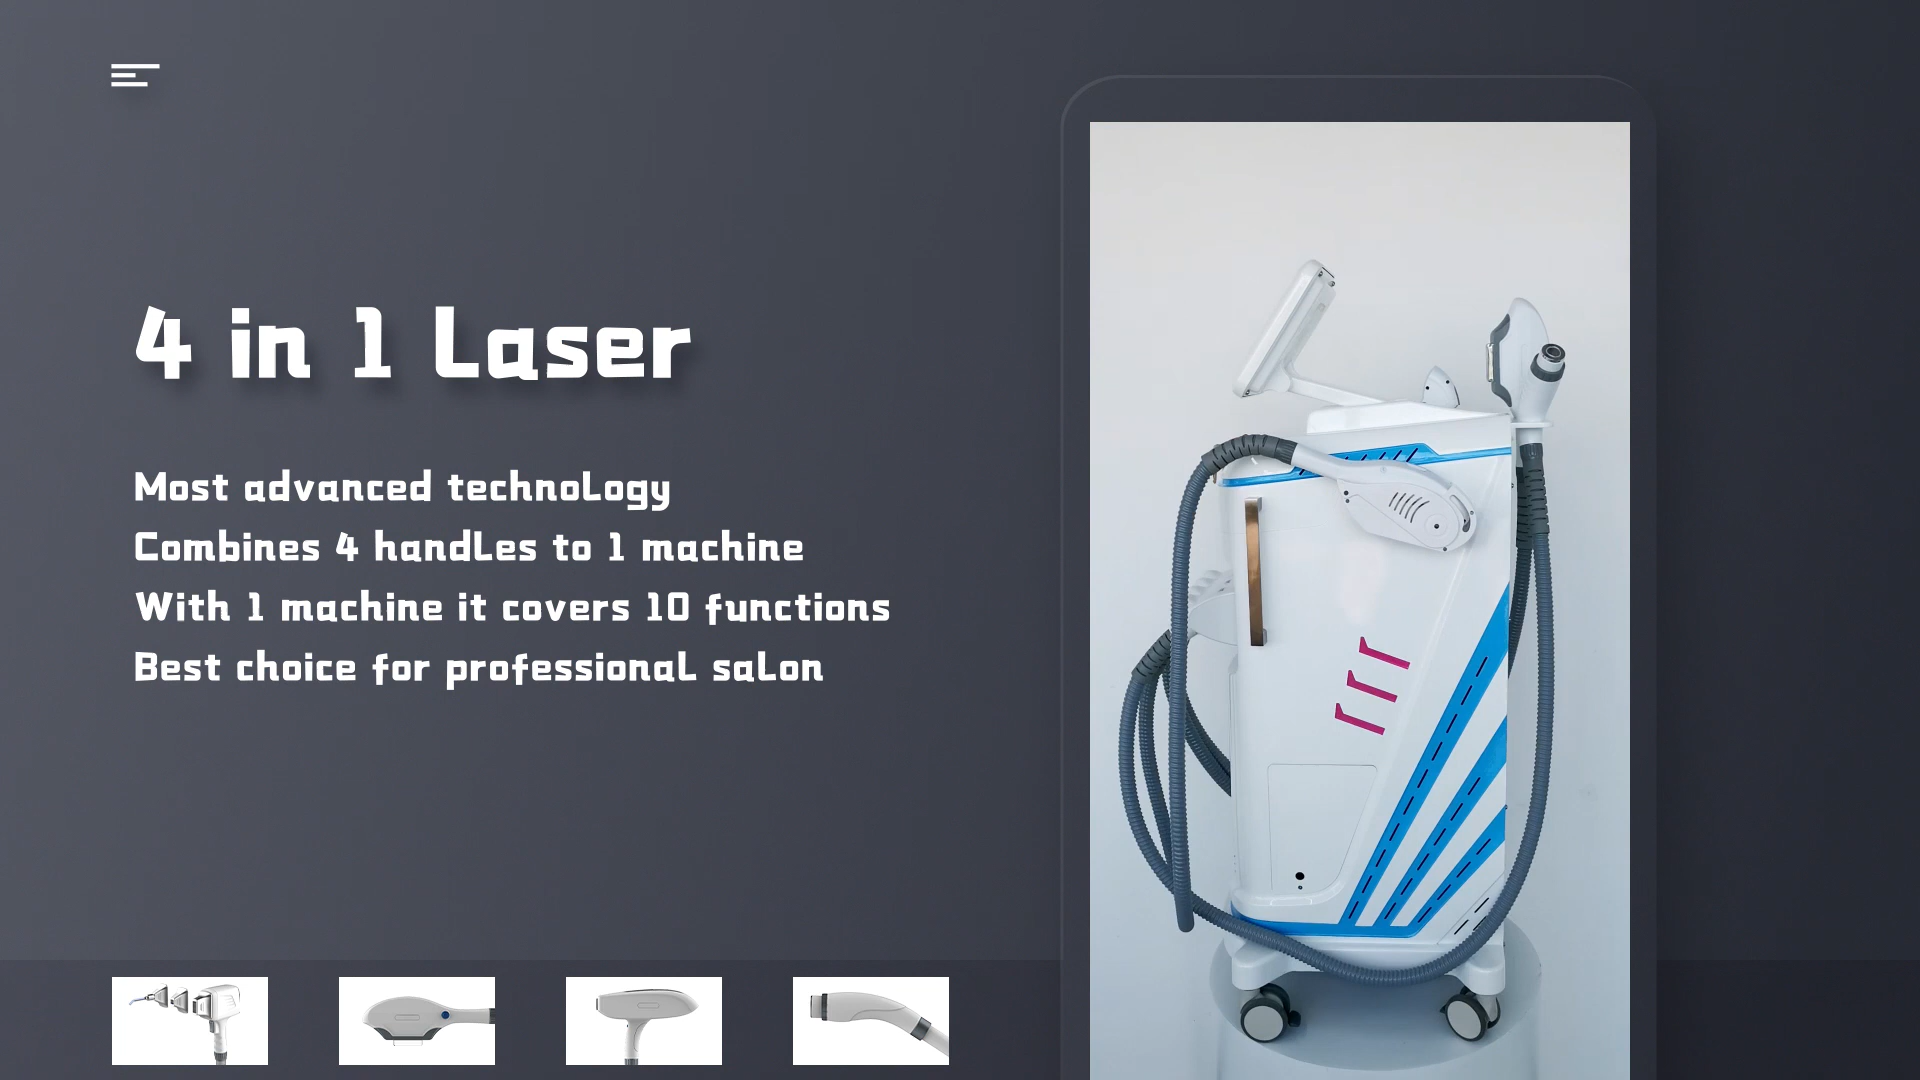 4 in 1 Laser
Most advanced technology
Combines 4 handles to 1 machine
With 1 machine it covers 10 functions
Best choice for professional salon